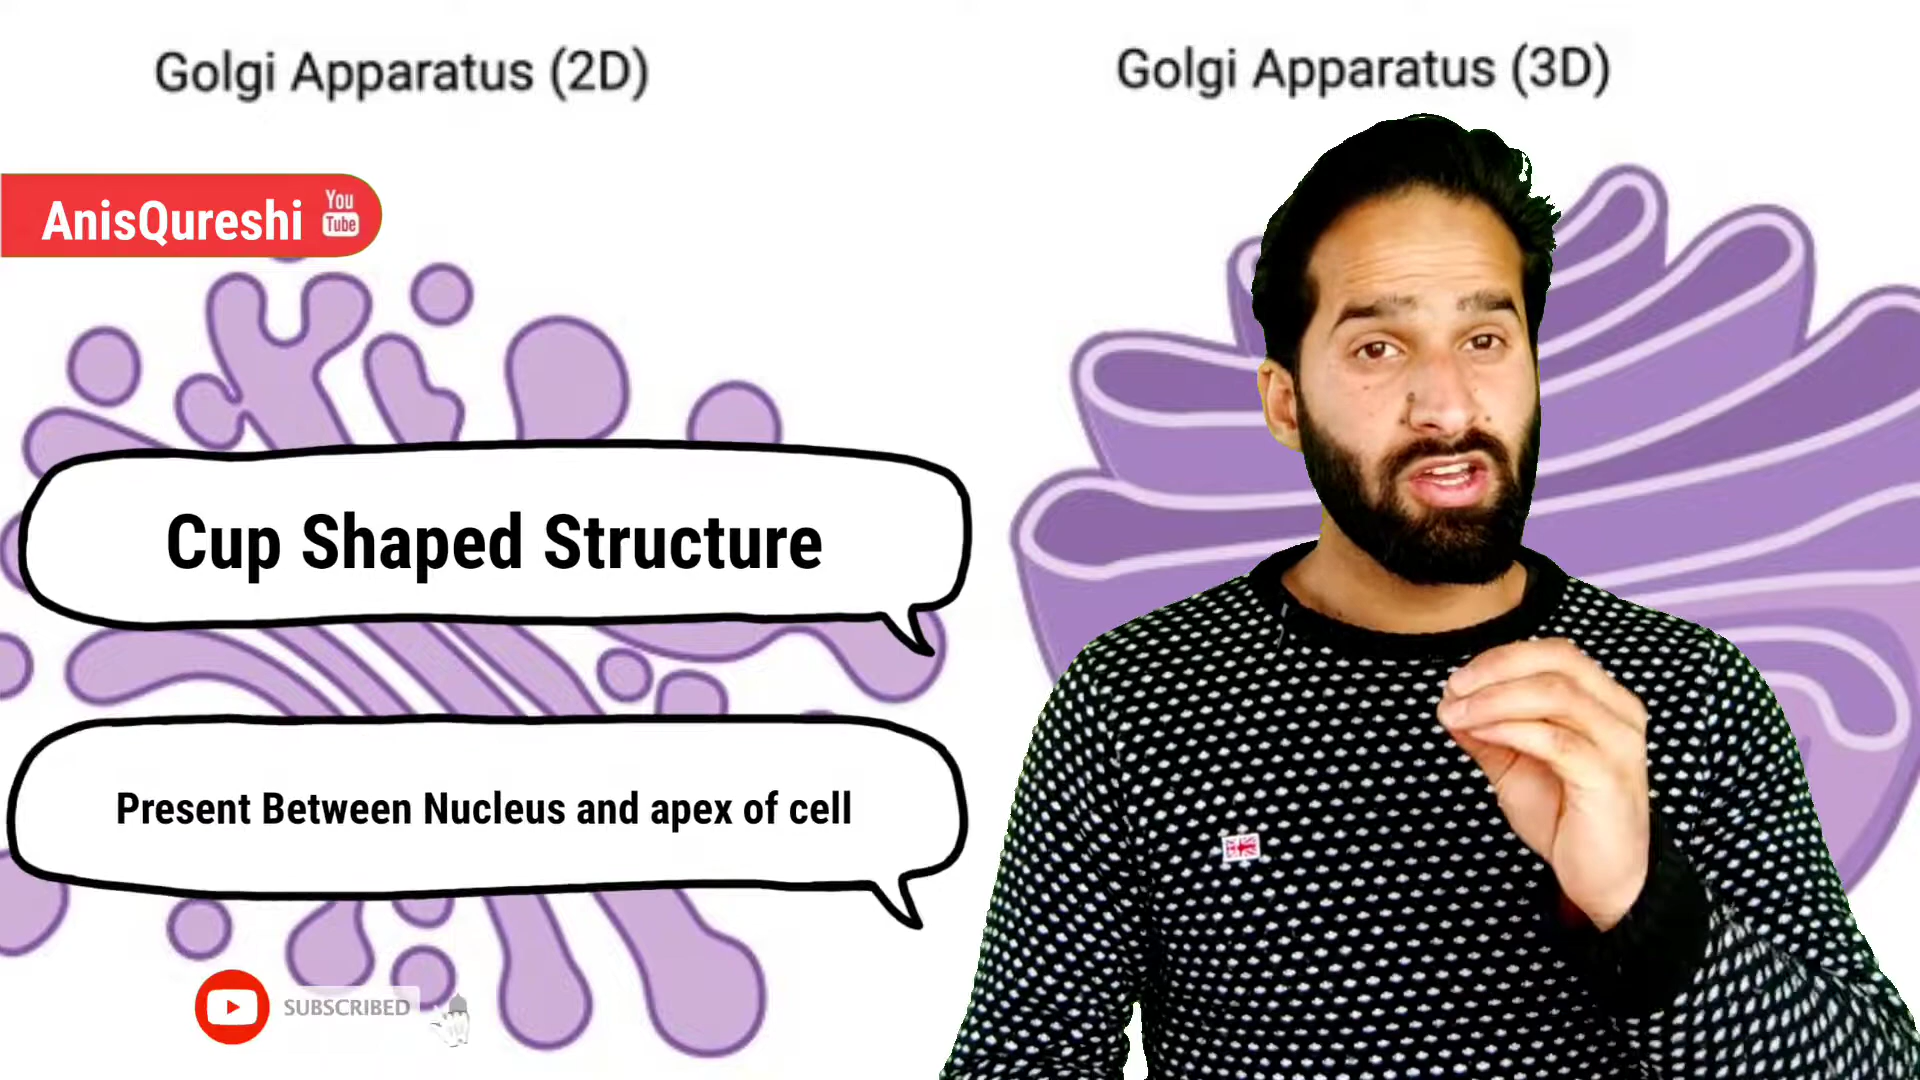 Golgi Apparatus (2D)
Golgi Apparatus (3D)
AnisQureshi
You
Tube
Cup Shaped Structure
Present Between Nucleus and apex of cell
SUBSCRIBED